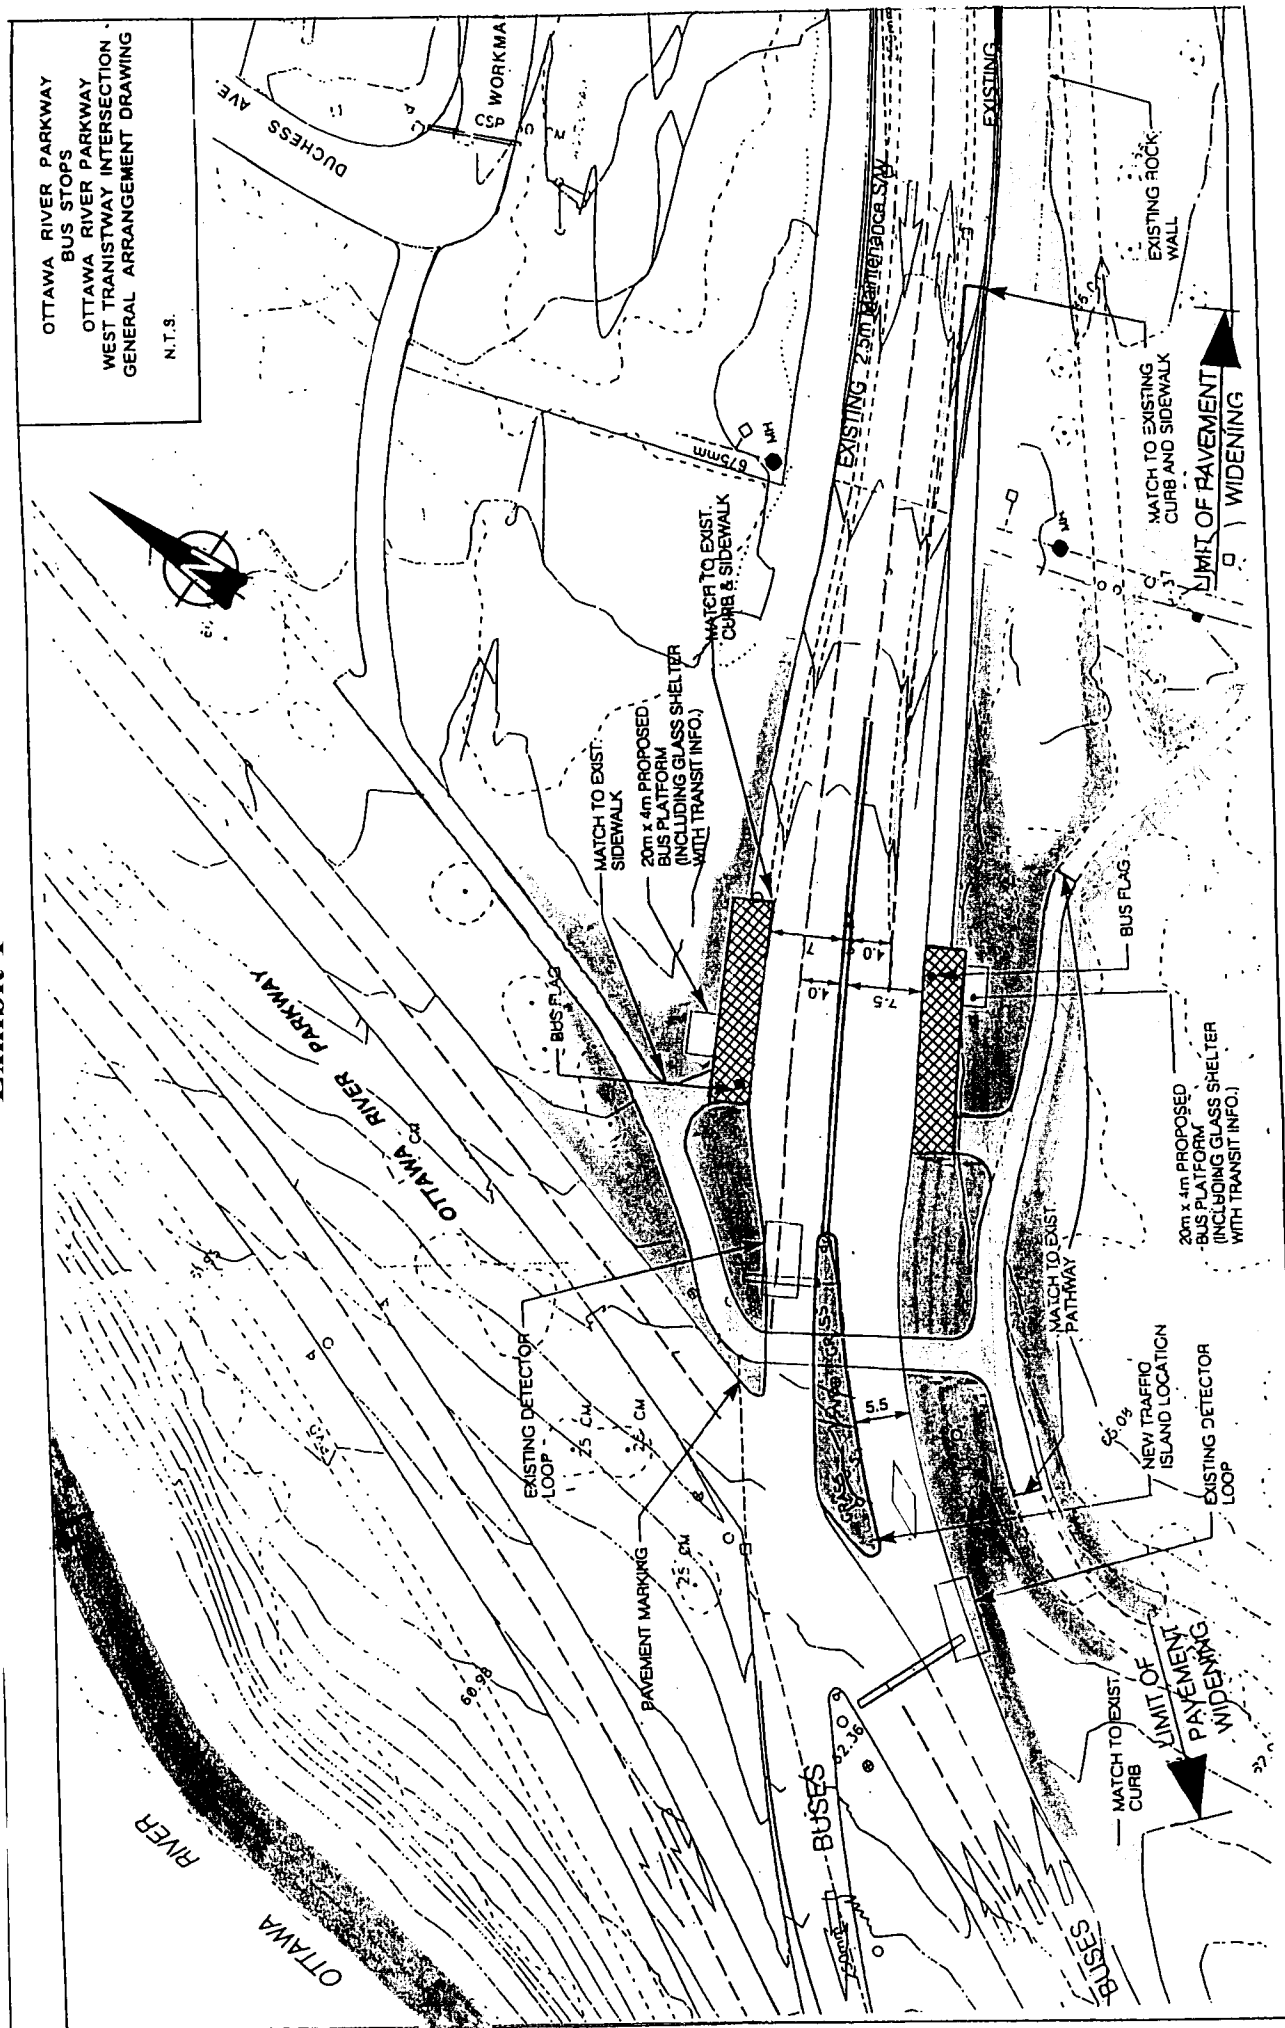 OTTAWA RIVER PARKWAY
BUS STOPS
OTTAWA RIVER PARKWAY
WEST TRANISTWAY INTERSECTION
GENERAL ARRANGEMENT DRAWING
N.T.S.
DUCHESS AVE
CSP
WORKMA
675mm
MH
EXISTING 2.5m Maintenance S/W
EXISTING
EXISTING ROCK
WALL
MATCH TO EXISTING
CURB AND SIDEWALK
LIMIT OF PAVEMENT
WIDENING
MH
37
MATCH TO EXIST.
CURB & SIDEWALK
20m x 4m PROPOSED
BUS PLATFORM
(INCLUDING GLASS SHELTER
WITH TRANSIT INFO.)
MATCH TO EXIST.
SIDEWALK
BUS FLAG
7
4.0
4.0
7.5
BUS FLAG
20m x 4m PROPOSED
BUS PLATFORM
(INCLUDING GLASS SHELTER
WITH TRANSIT INFO.)
OTTAWA RIVER PARKWAY
PARKWAY
EXISTING DETECTOR
LOOP
25 CM
25 CM
25 CM
PAVEMENT MARKING
GRASS
GRASS
5.5
MATCH TO EXIST.
PATHWAY
NEW TRAFFIC
ISLAND LOCATION
EXISTING DETECTOR
LOOP
60.98
62.36
BUSES
BUSES
MATCH TO EXIST.
CURB
LIMIT OF
PAVEMENT
WIDENING
OTTAWA RIVER